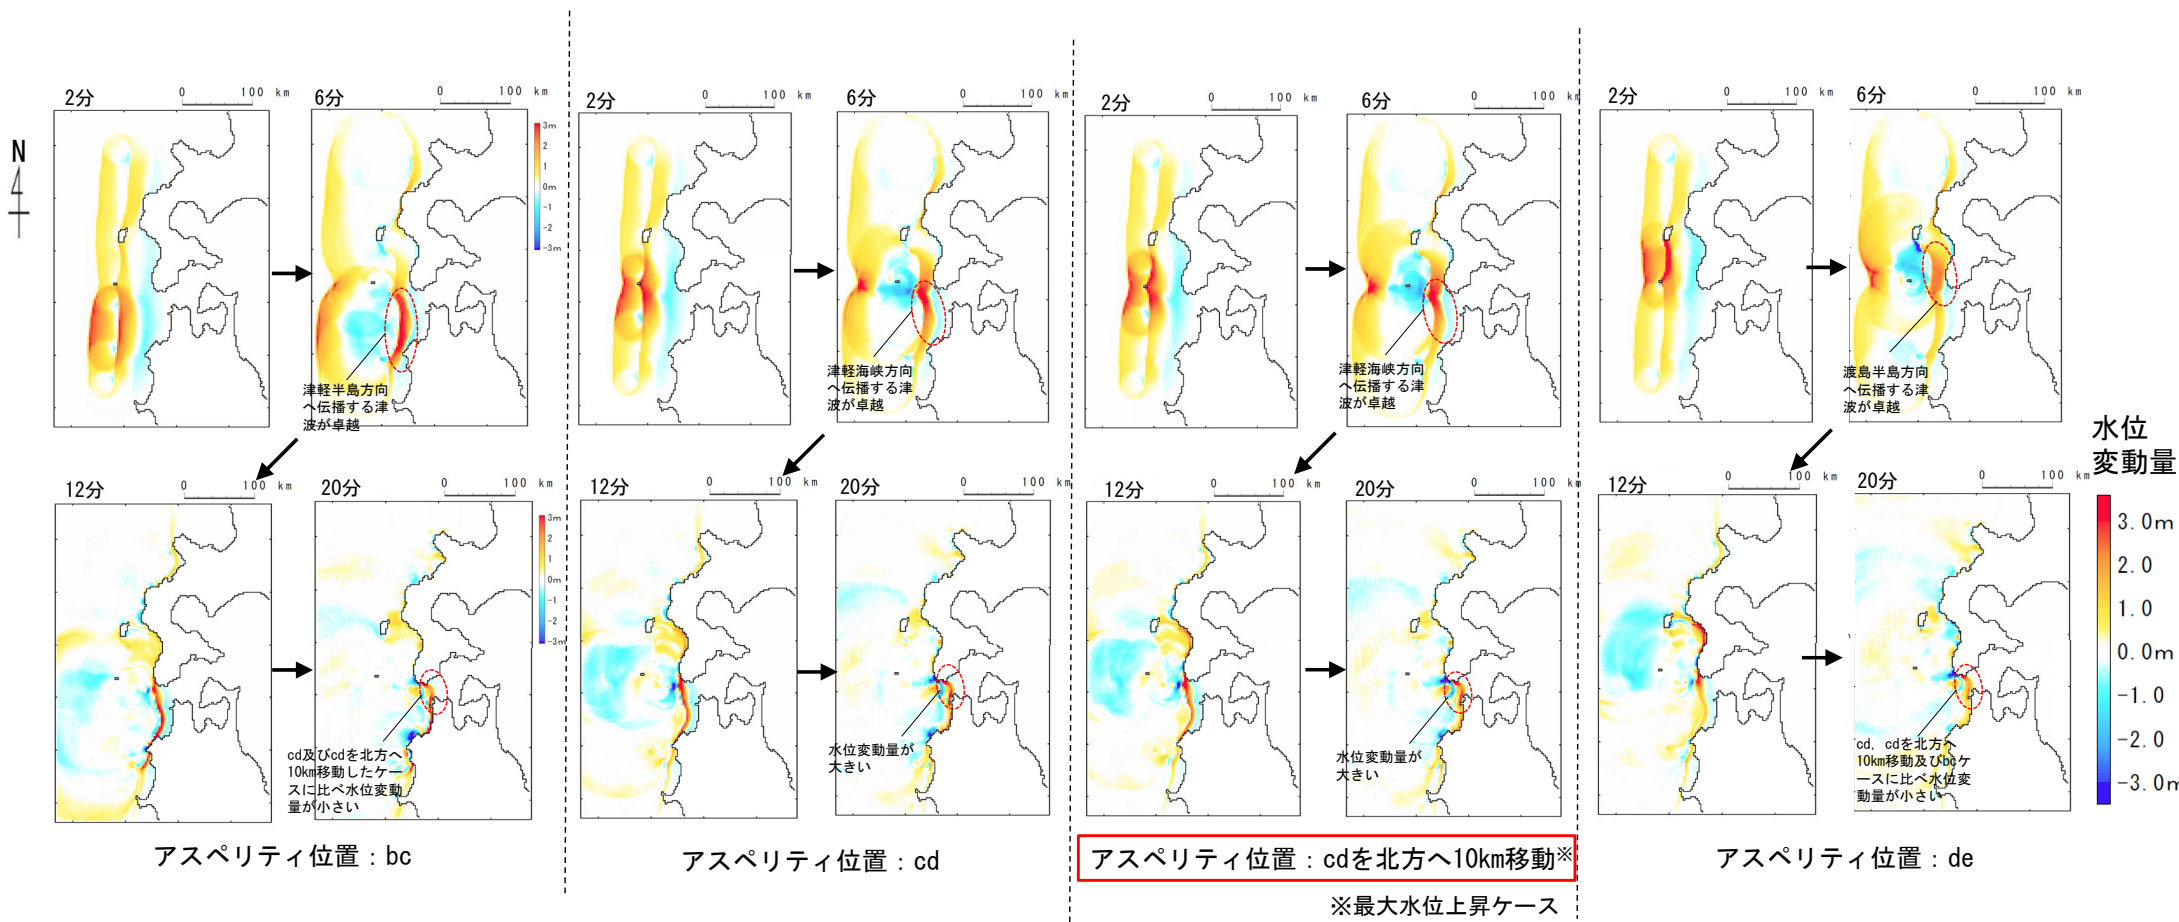 N
2分
0 100 km
6分
0 100 km
3m
2
1
0m
-1
-2
-3m
津軽半島方向
へ伝播する津
波が卓越
12分
0 100 km
20分
0 100 km
3m
2
1
0m
-1
-2
-3m
cd及びcdを北方へ
10km移動したケー
スに比べ水位変動
量が小さい
アスペリティ位置：bc
2分
0 100 km
6分
0 100 km
津軽海峡方向
へ伝播する津
波が卓越
12分
0 100 km
20分
0 100 km
水位変動量が
大きい
アスペリティ位置：cd
2分
0 100 km
6分
0 100 km
津軽海峡方向
へ伝播する津
波が卓越
12分
0 100 km
20分
0 100 km
水位変動量が
大きい
アスペリティ位置：cdを北方へ10km移動※
※最大水位上昇ケース
2分
0 100 km
6分
0 100 km
渡島半島方向
へ伝播する津
波が卓越
12分
0 100 km
20分
0 100 km
cd, cdを北方へ
10km移動及びbcケ
ースに比べ水位変
動量が小さい
アスペリティ位置：de
水位
変動量
3.0m
2.0
1.0
0.0m
-1.0
-2.0
-3.0m